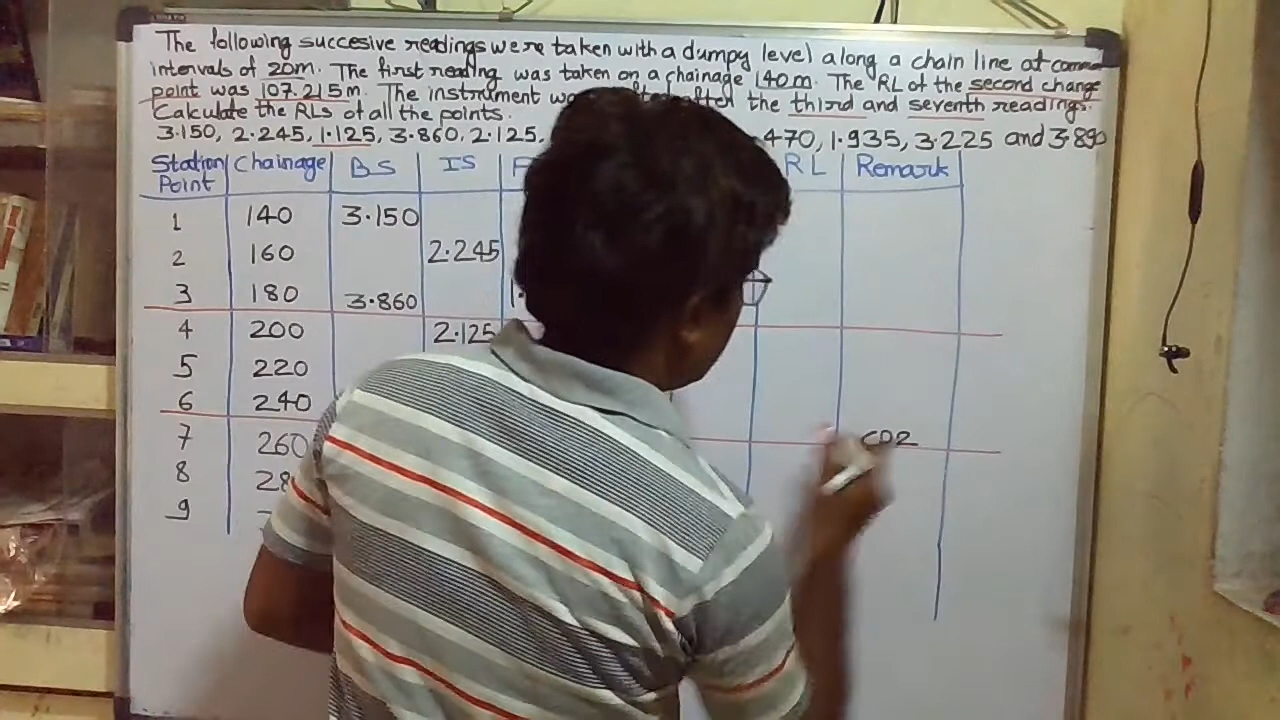 The following succesive readings were taken with a dumpy level along a chain line at common
intervals of 20m. The first reading was taken on a chainage 140m. The RL of the second change
point was 107.215m. The instrument the third and seventh readings.
Calculate the RLs of all the points.
3.150, 2.245, 1.125, 3.860, 2.125, 470, 1.935, 3.225 and 3.890
Station Point Chainage BS IS RL Remark
1 140 3.150
2 160 2.245
3 180 3.860
4 200 2.125
5 220
6 240
7 260 CP2
8 28
9